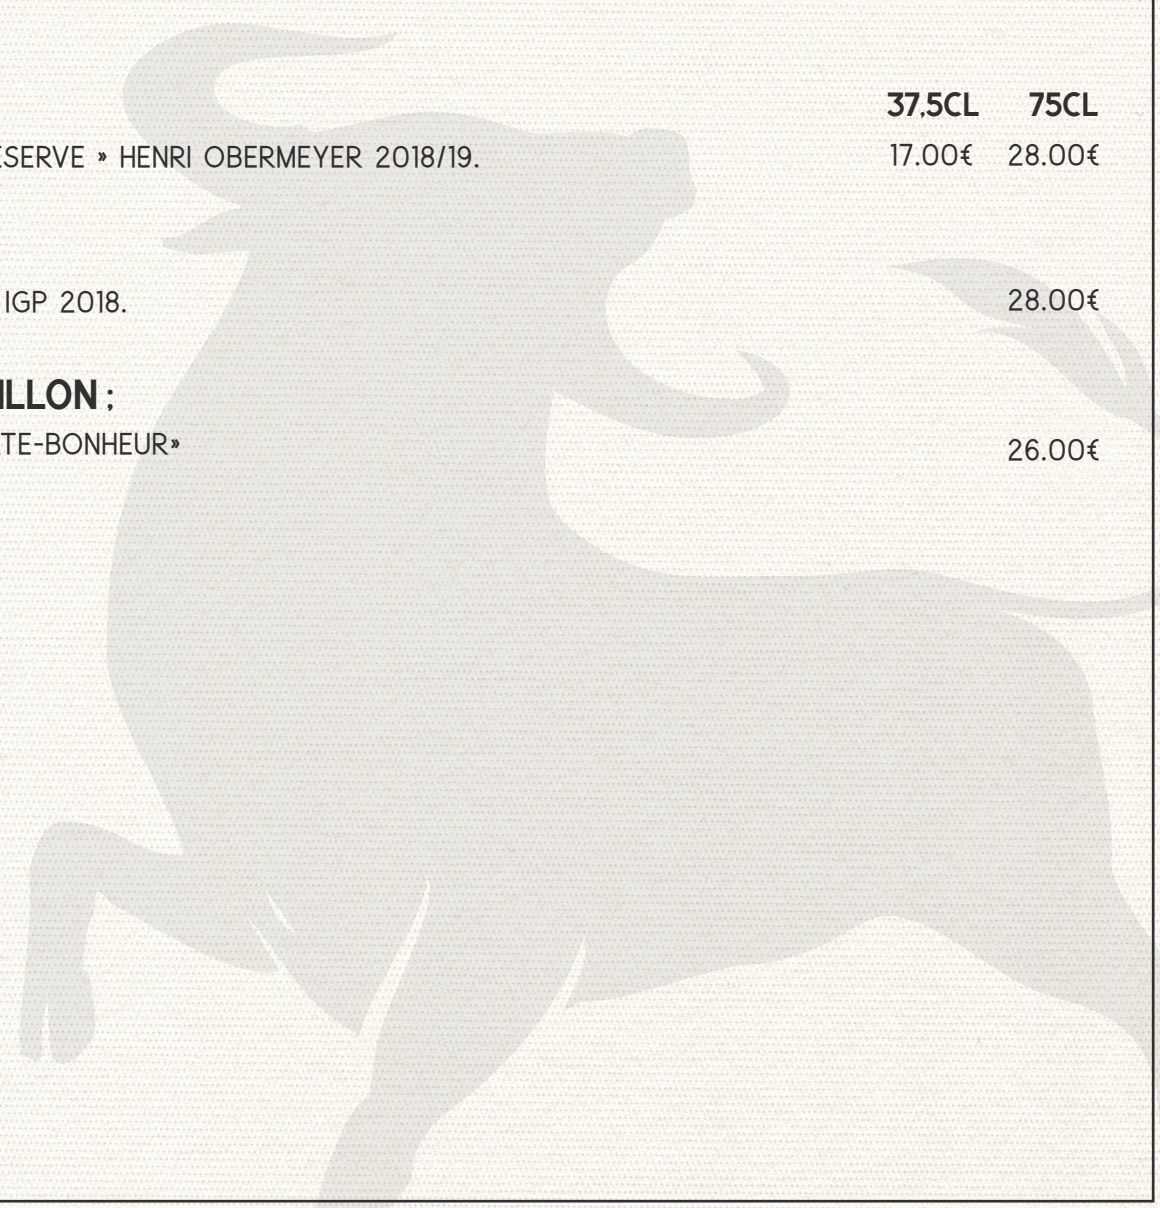 37,5CL 75CL
ESERVE » HENRI OBERMEYER 2018/19. 17.00€ 28.00€
IGP 2018. 28.00€
ILLON ;
TE-BONHEUR» 26.00€